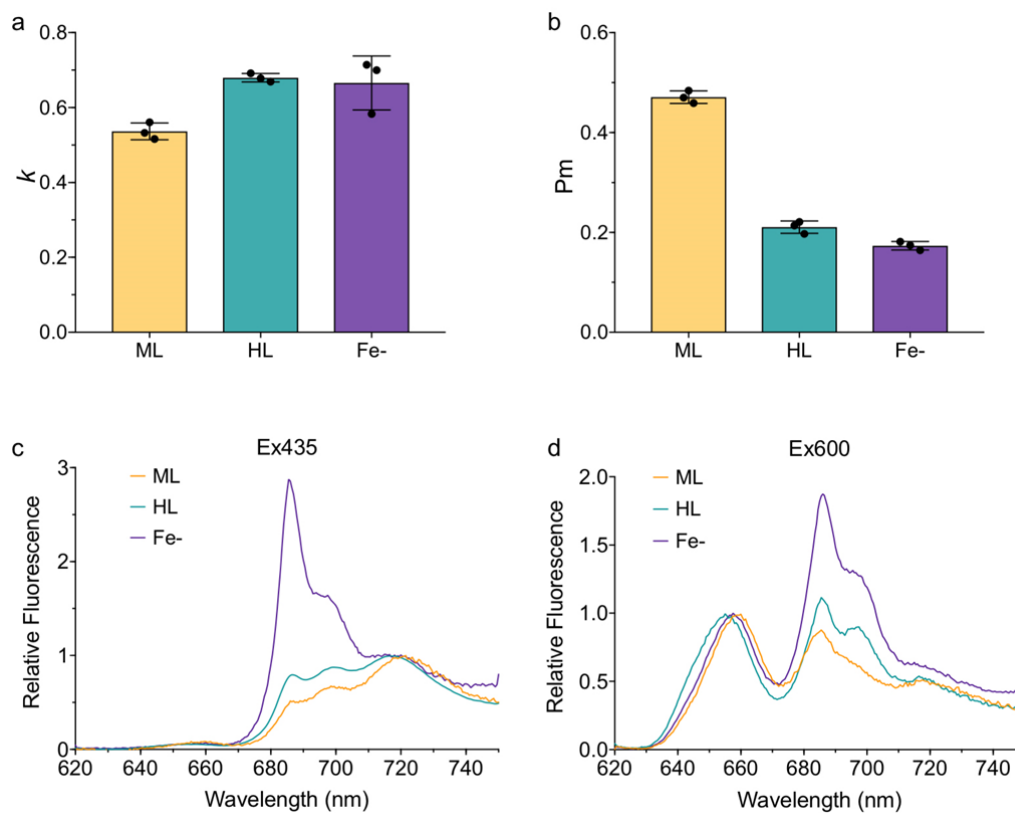 a
0.8
0.6
0.4
0.2
0.0
k
ML HL Fe-
b
0.6
0.4
0.2
0.0
Pm
ML HL Fe-
c
Ex435
ML
HL
Fe-
3
2
1
0
Relative Fluorescence
620 640 660 680 700 720 740
Wavelength (nm)
d
Ex600
ML
HL
Fe-
2.0
1.5
1.0
0.5
0.0
Relative Fluorescence
620 640 660 680 700 720 740
Wavelength (nm)